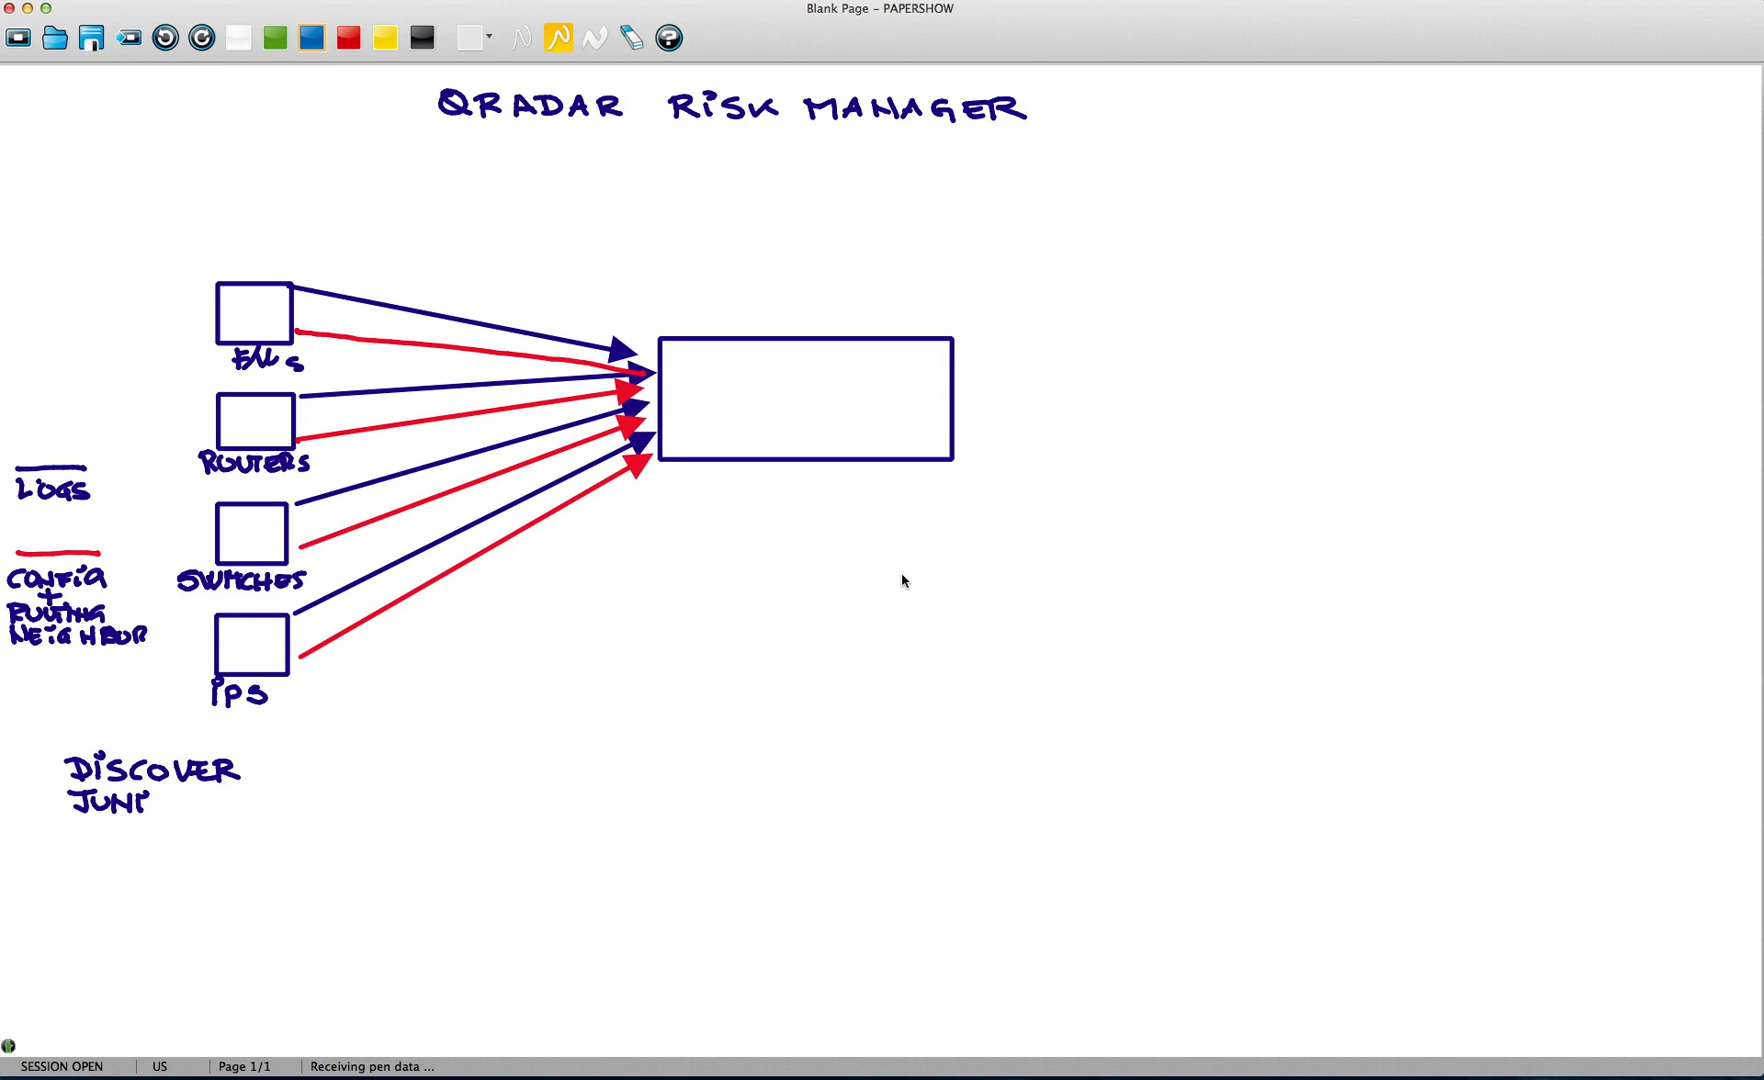 Blank Page – PAPERSHOW
QRADAR RiSK MANAGER
FWs
ROUTERS
LOGS
CONFIG
+
ROUTING
NEIGHBOR
SWITCHES
iPS
DiSCOVER
JUNi
SESSION OPEN
US
Page 1/1
Receiving pen data ...